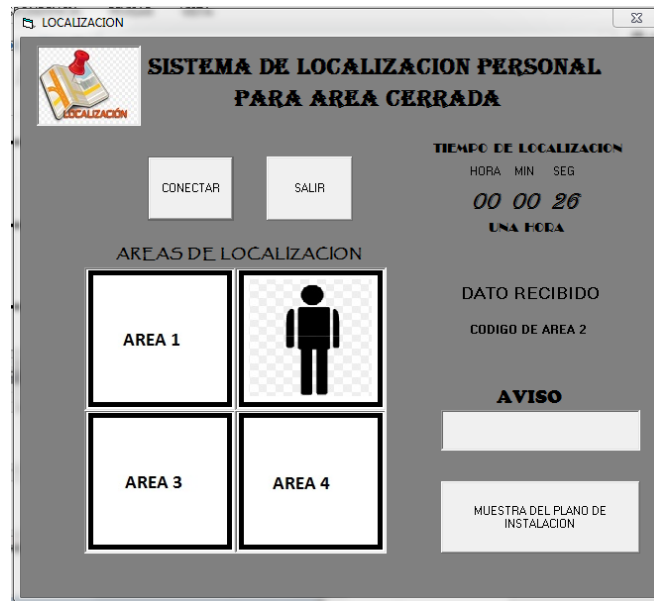 LOCALIZACION
SISTEMA DE LOCALIZACION PERSONAL
PARA AREA CERRADA
LOCALIZACIÓN
TIEMPO DE LOCALIZACION
HORA MIN SEG
00 00 26
UNA HORA
CONECTAR
SALIR
AREAS DE LOCALIZACION
AREA 1
AREA 3
AREA 4
DATO RECIBIDO
CODIGO DE AREA 2
AVISO
MUESTRA DEL PLANO DE
INSTALACION